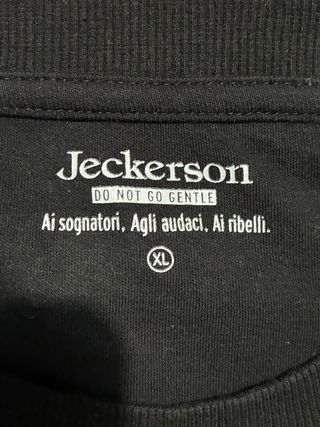 Jeckerson
DO NOT GO GENTLE
Ai sognatori, Agli audaci, Ai ribelli.
XL